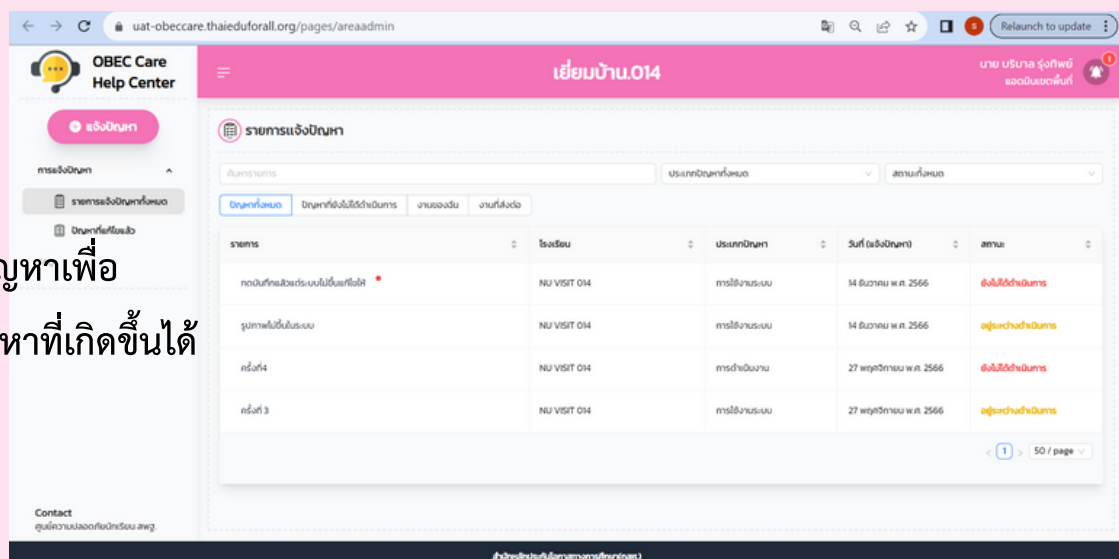 uat-obeccare.thaieduforall.org/pages/areaadmin
Relaunch to update
OBEC Care
Help Center
เยี่ยมบ้าน.014
นาย บริบาล รุ่งทิพย์
แอดมินเขตพื้นที่
1
แจ้งปัญหา
รายการแจ้งปัญหา
การแจ้งปัญหา
รายการแจ้งปัญหาทั้งหมด
ปัญหาที่แก้ไขแล้ว
ค้นหารายการ
ประเภทปัญหาทั้งหมด
สถานะทั้งหมด
ปัญหาทั้งหมด ปัญหาที่ยังไม่ได้ดำเนินการ งานของฉัน งานที่ส่งต่อ
รายการ โรงเรียน ประเภทปัญหา วันที่ (แจ้งปัญหา) สถานะ
กดบันทึกแล้วแต่ระบบไม่ขึ้นแก้ไขให้ NU VISIT 014 การใช้งานระบบ 14 ธันวาคม พ.ศ. 2566 ยังไม่ได้ดำเนินการ
รูปภาพไม่ขึ้นในระบบ NU VISIT 014 การใช้งานระบบ 14 ธันวาคม พ.ศ. 2566 อยู่ระหว่างดำเนินการ
ครั้งที่4 NU VISIT 014 การดำเนินงาน 27 พฤศจิกายน พ.ศ. 2566 ยังไม่ได้ดำเนินการ
ครั้งที่ 3 NU VISIT 014 การใช้งานระบบ 27 พฤศจิกายน พ.ศ. 2566 อยู่ระหว่างดำเนินการ
1 50 / page
ญหาเพื่อ
หาที่เกิดขึ้นได้
Contact
ศูนย์ความปลอดภัยนักเรียน สพฐ.